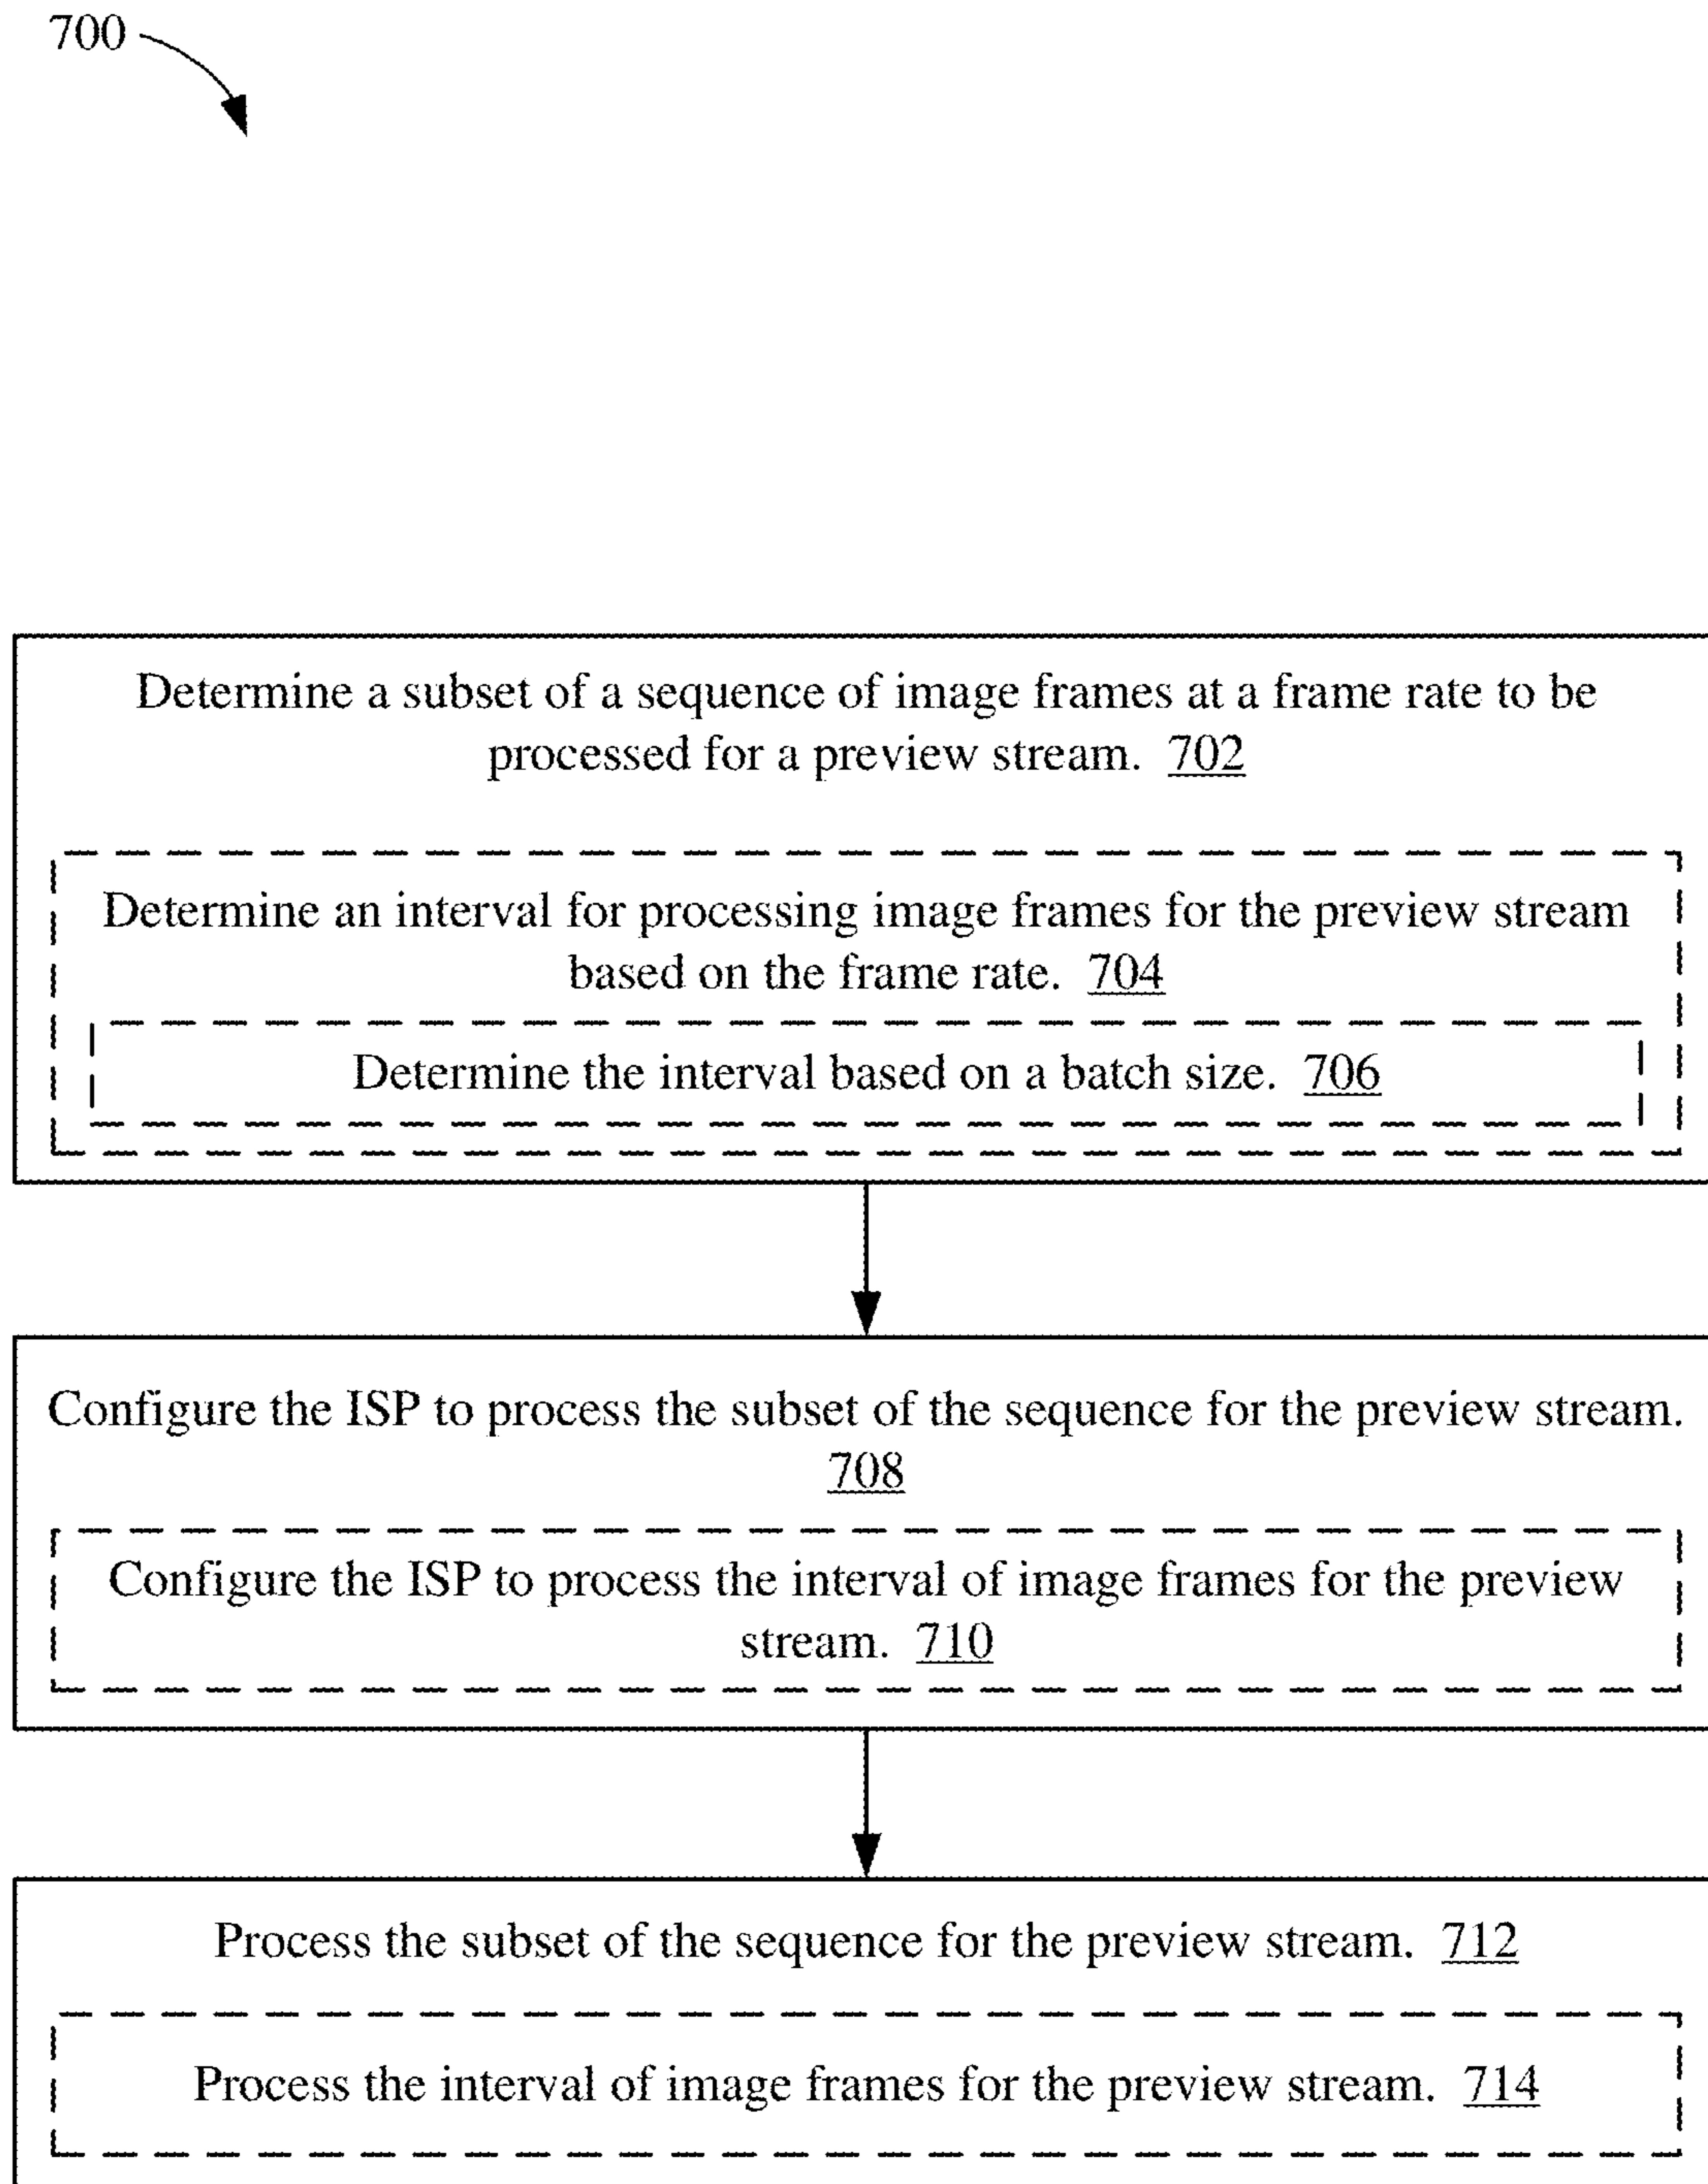 700
Determine a subset of a sequence of image frames at a frame rate to be
processed for a preview stream. 702
Determine an interval for processing image frames for the preview stream
based on the frame rate. 704
Determine the interval based on a batch size. 706
Configure the ISP to process the subset of the sequence for the preview stream.
708
Configure the ISP to process the interval of image frames for the preview
stream. 710
Process the subset of the sequence for the preview stream. 712
Process the interval of image frames for the preview stream. 714